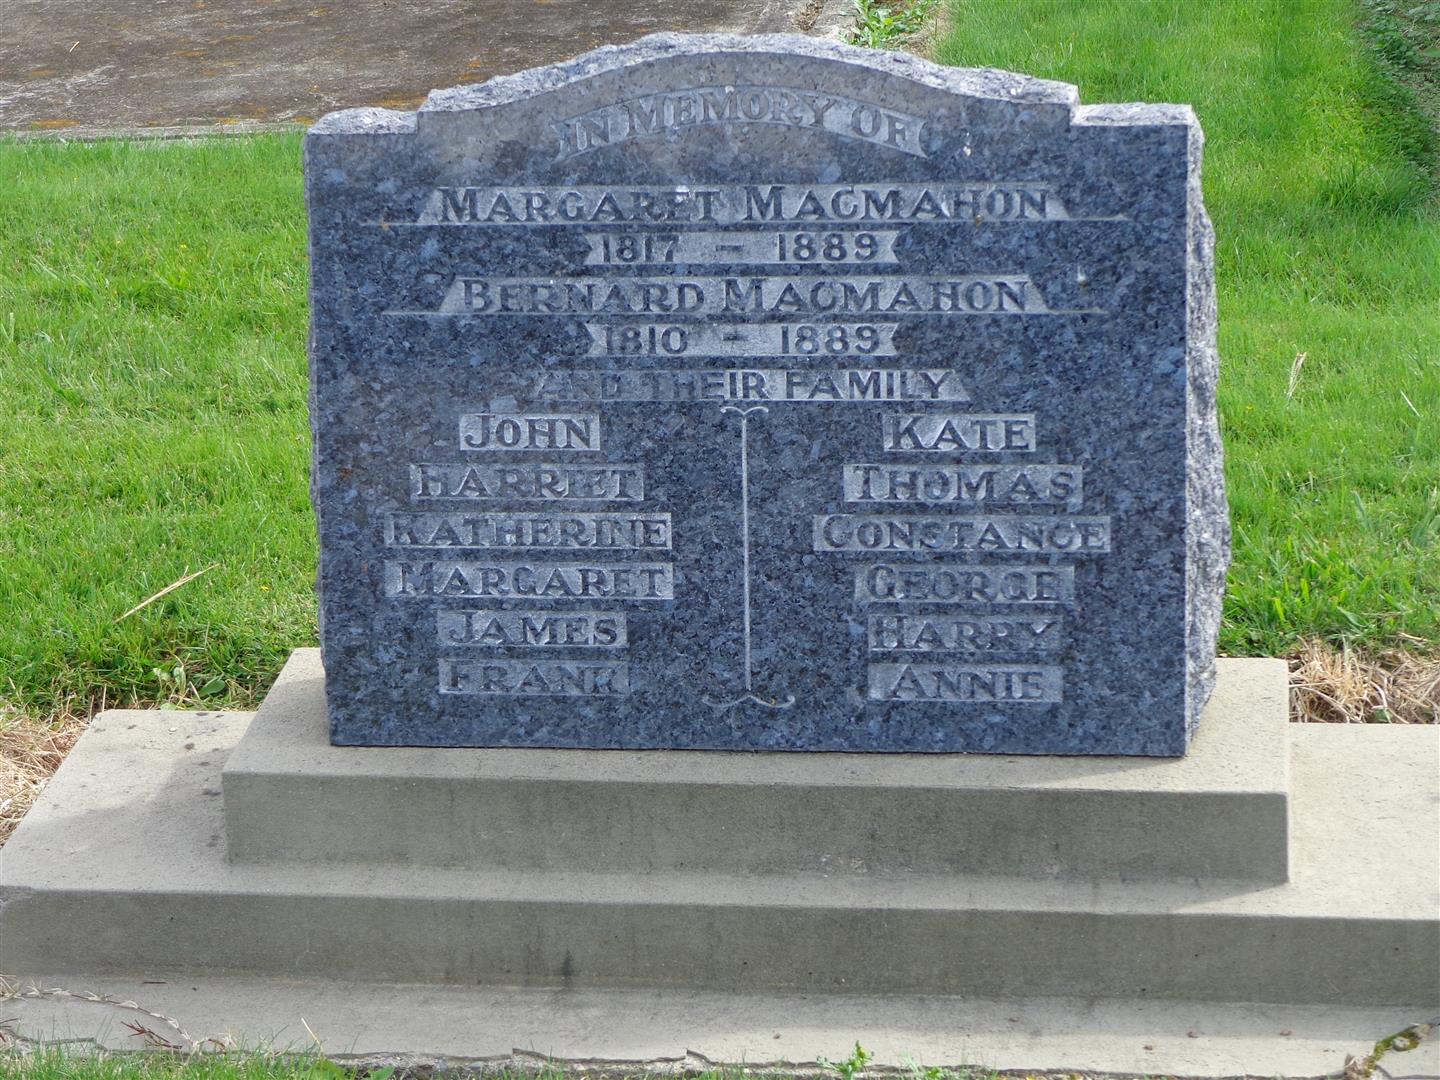 IN MEMORY OF
MARGARET MACMAHON
1817 - 1889
BERNARD MACMAHON
1810 - 1889
AND THEIR FAMILY
JOHN
HARRIET
KATHERINE
MARGARET
JAMES
FRANK
KATE
THOMAS
CONSTANCE
GEORGE
HARRY
ANNIE